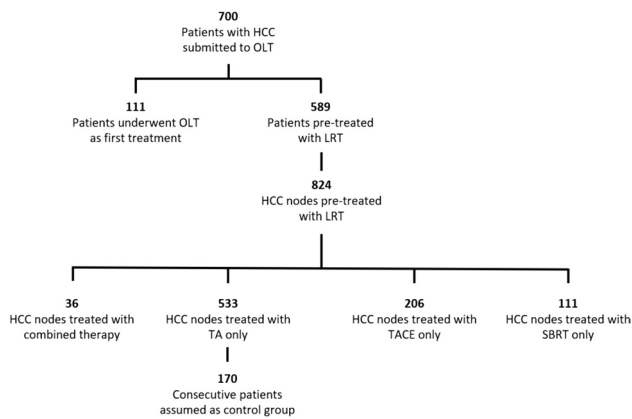 700
Patients with HCC
submitted to OLT
111
Patients underwent OLT
as first treatment
589
Patients pre-treated
with LRT
824
HCC nodes pre-treated
with LRT
36
HCC nodes treated with
combined therapy
533
HCC nodes treated with
TA only
206
HCC nodes treated with
TACE only
111
HCC nodes treated with
SBRT only
170
Consecutive patients
assumed as control group